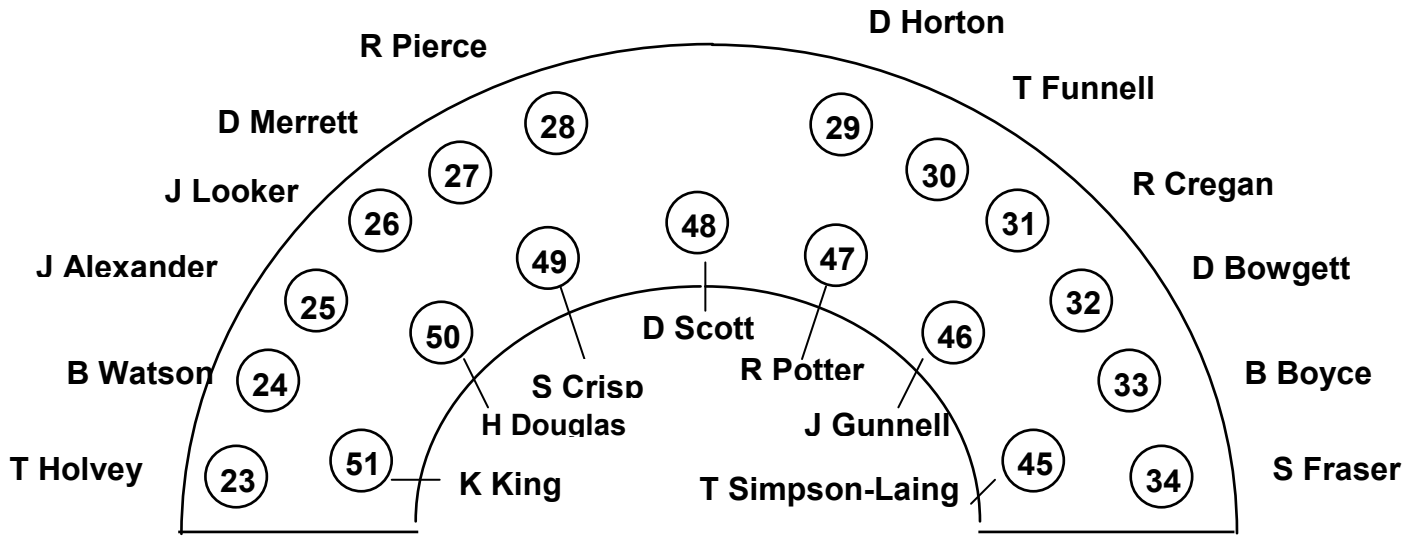 D Horton
R Pierce
T Funnell
D Merrett
28
29
27
30
J Looker
R Cregan
26
31
48
49
47
J Alexander
D Bowgett
25
32
50
D Scott
46
B Watson
24
S Crisp
R Potter
33
B Boyce
H Douglas
J Gunnell
T Holvey
23
51
K King
T Simpson-Laing
45
34
S Fraser